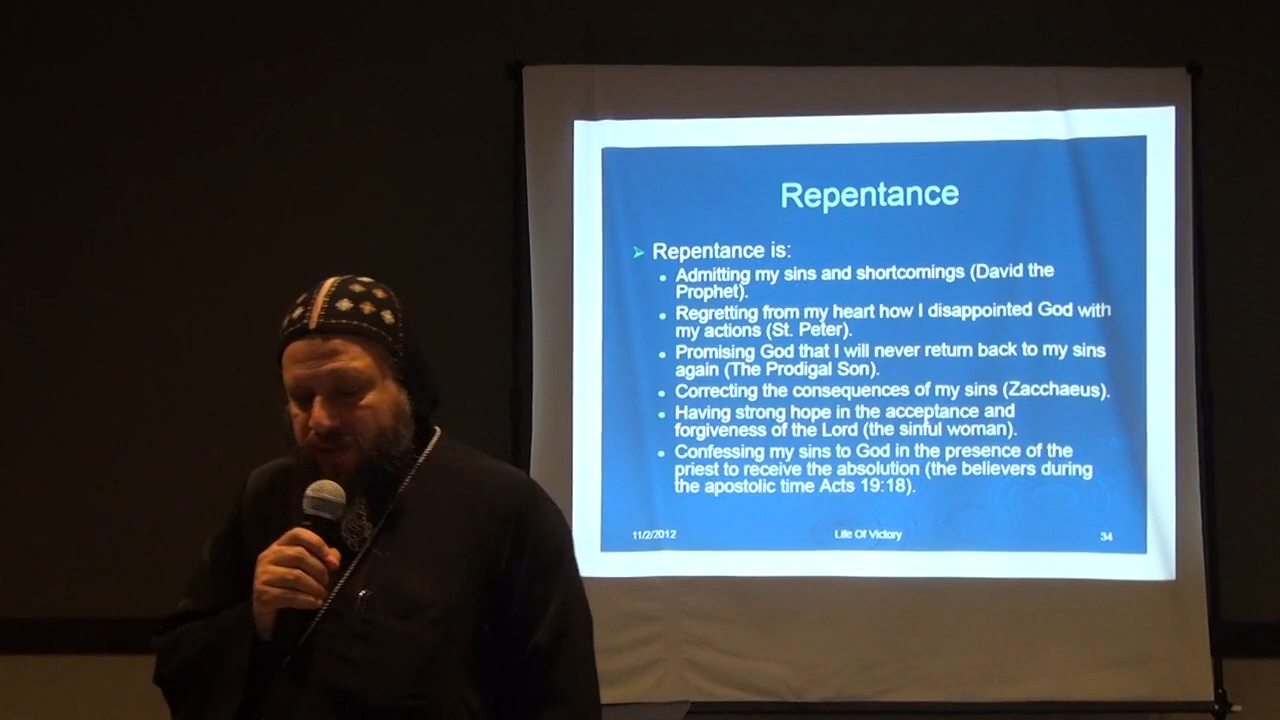 Repentance
Repentance is:
Admitting my sins and shortcomings (David the
Prophet).
Regretting from my heart how I disappointed God with
my actions (St. Peter).
Promising God that I will never return back to my sins
again (The Prodigal Son).
Correcting the consequences of my sins (Zacchaeus).
Having strong hope in the acceptance and
forgiveness of the Lord (the sinful woman).
Confessing my sins to God in the presence of the
priest to receive the absolution (the believers during
the apostolic time Acts 19:18).
11/2/2012 Life Of Victory 34